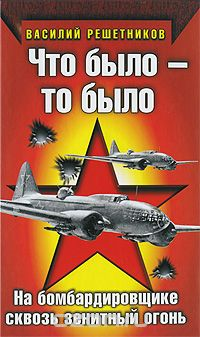 ВАСИЛИЙ РЕШЕТНИКОВ
Что было –
то было
На бомбардировщике
сквозь зенитный огонь